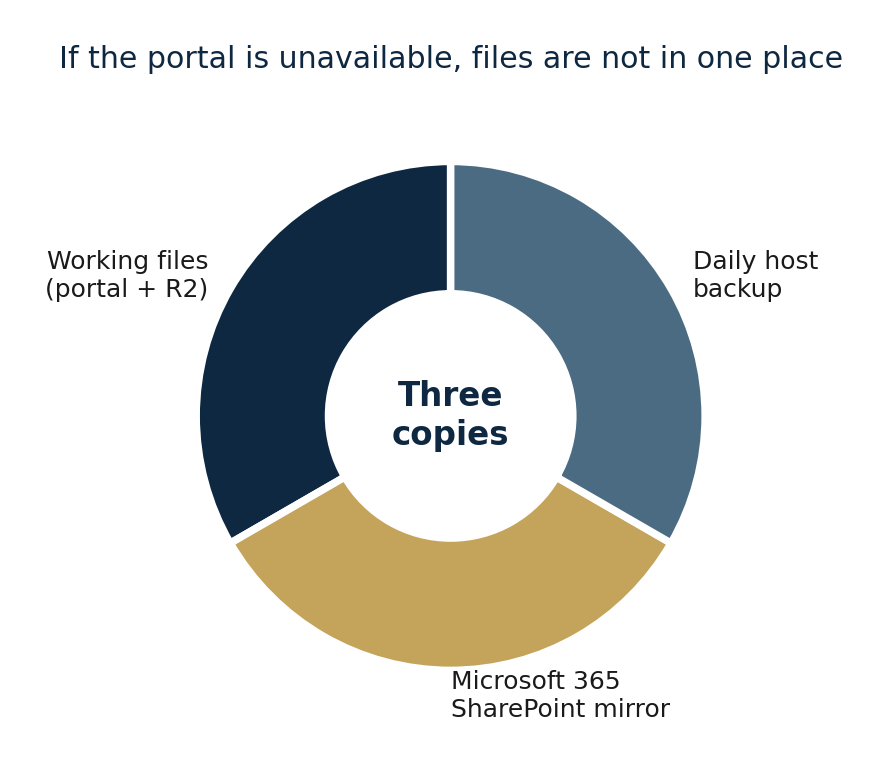 If the portal is unavailable, files are not in one place
Working files
(portal + R2)
Daily host
backup
Three
copies
Microsoft 365
SharePoint mirror